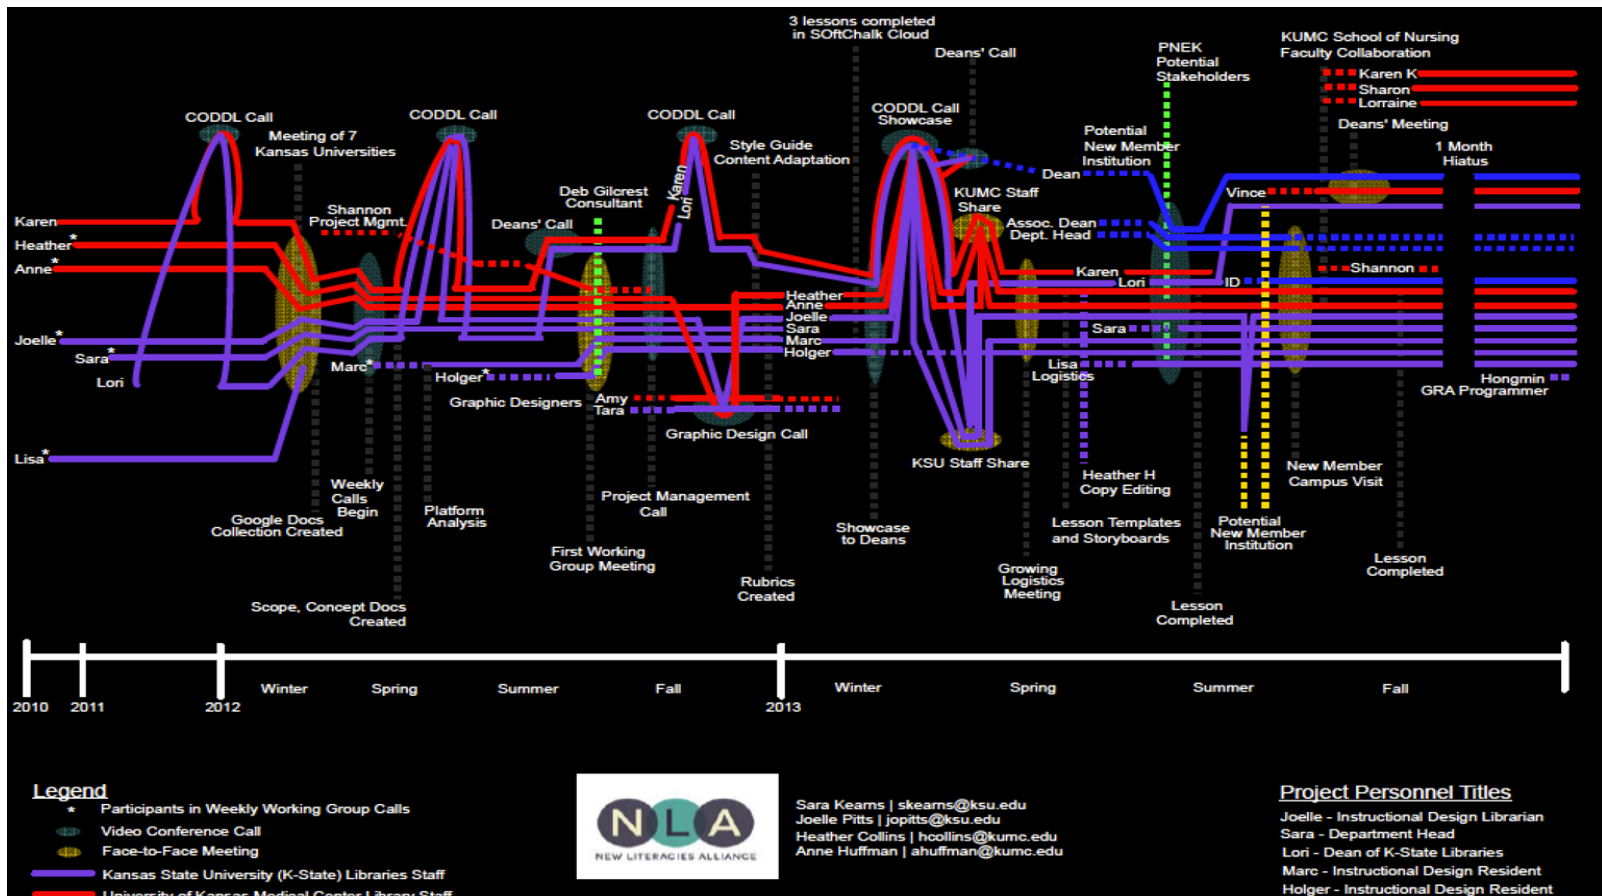 3 lessons completed
in SOftChalk Cloud
Deans' Call
PNEK
Potential
Stakeholders
KUMC School of Nursing
Faculty Collaboration
Karen K
Sharon
Lorraine
CODDL Call
Meeting of 7
Kansas Universities
CODDL Call
CODDL Call
Style Guide
Content Adaptation
CODDL Call
Showcase
Potential
New Member
Institution
Deans' Meeting
1 Month
Hiatus
Dean
Vince
Karen
Lori
Deb Gilcrest
Consultant
KUMC Staff
Share
Shannon
Project Mgmt.
Deans' Call
Assoc. Dean
Dept. Head
Karen
Heather*
Anne*
Shannon
Karen
Lori
ID
Heather
Anne
Joelle
Sara
Marc
Holger
Sara
Joelle*
Sara*
Lori
Marc*
Holger*
Lisa
Logistics
Hongmin
GRA Programmer
Graphic Designers
Amy
Tara
Graphic Design Call
Lisa*
KSU Staff Share
Weekly
Calls
Begin
Google Docs
Collection Created
Platform
Analysis
Project Management
Call
Heather H
Copy Editing
New Member
Campus Visit
First Working
Group Meeting
Showcase
to Deans
Lesson Templates
and Storyboards
Potential
New Member
Institution
Lesson
Completed
Scope, Concept Docs
Created
Rubrics
Created
Growing
Logistics
Meeting
Lesson
Completed
Winter
Spring
Summer
Fall
Winter
Spring
Summer
Fall
2010
2011
2012
2013
Legend
* Participants in Weekly Working Group Calls
Video Conference Call
Face-to-Face Meeting
Kansas State University (K-State) Libraries Staff
University of Kansas Medical Center Library Staff
NLA
NEW LITERACIES ALLIANCE
Sara Kearns | skearns@ksu.edu
Joelle Pitts | jopitts@ksu.edu
Heather Collins | hcollins@kumc.edu
Anne Huffman | ahuffman@kumc.edu
Project Personnel Titles
Joelle - Instructional Design Librarian
Sara - Department Head
Lori - Dean of K-State Libraries
Marc - Instructional Design Resident
Holger - Instructional Design Resident